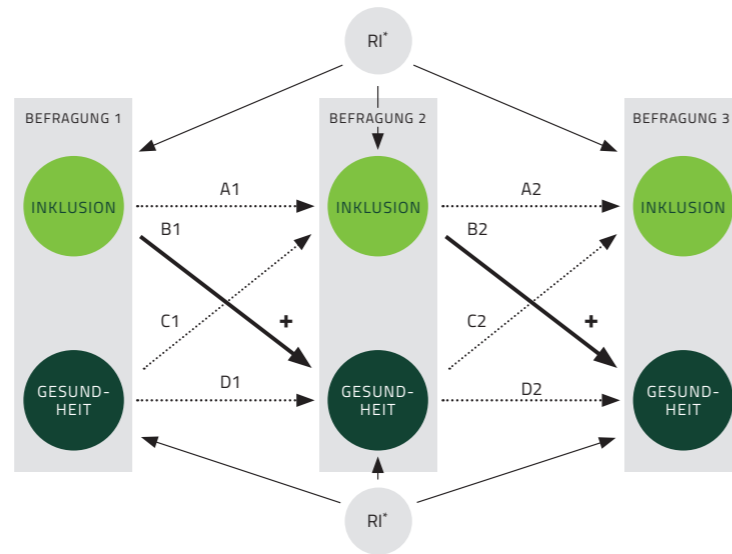 RI*
BEFRAGUNG 1
BEFRAGUNG 2
BEFRAGUNG 3
INKLUSION
A1
INKLUSION
A2
INKLUSION
B1
B2
C1
+
C2
+
GESUND-
HEIT
D1
GESUND-
HEIT
D2
GESUND-
HEIT
RI*